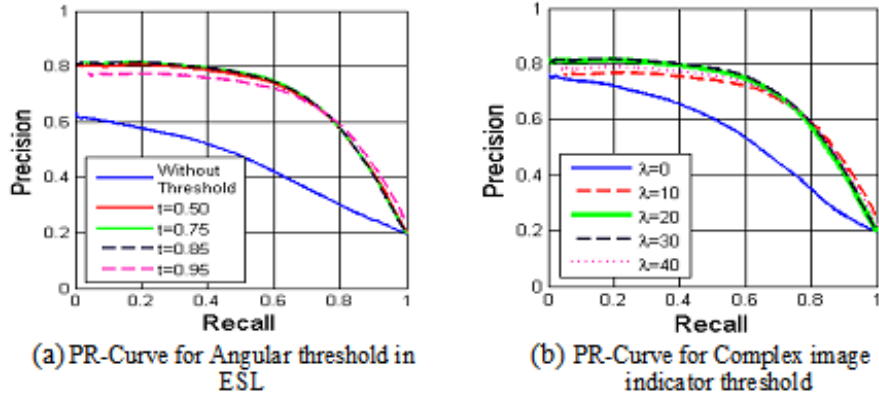 1
0.8
0.6
0.4
0.2
0
Precision
Without
Threshold
t=0.50
t=0.75
t=0.85
t=0.95
0 0.2 0.4 0.6 0.8 1
Recall
(a) PR-Curve for Angular threshold in
ESL
1
0.8
0.6
0.4
0.2
0
Precision
λ=0
λ=10
λ=20
λ=30
λ=40
0 0.2 0.4 0.6 0.8 1
Recall
(b) PR-Curve for Complex image
indicator threshold